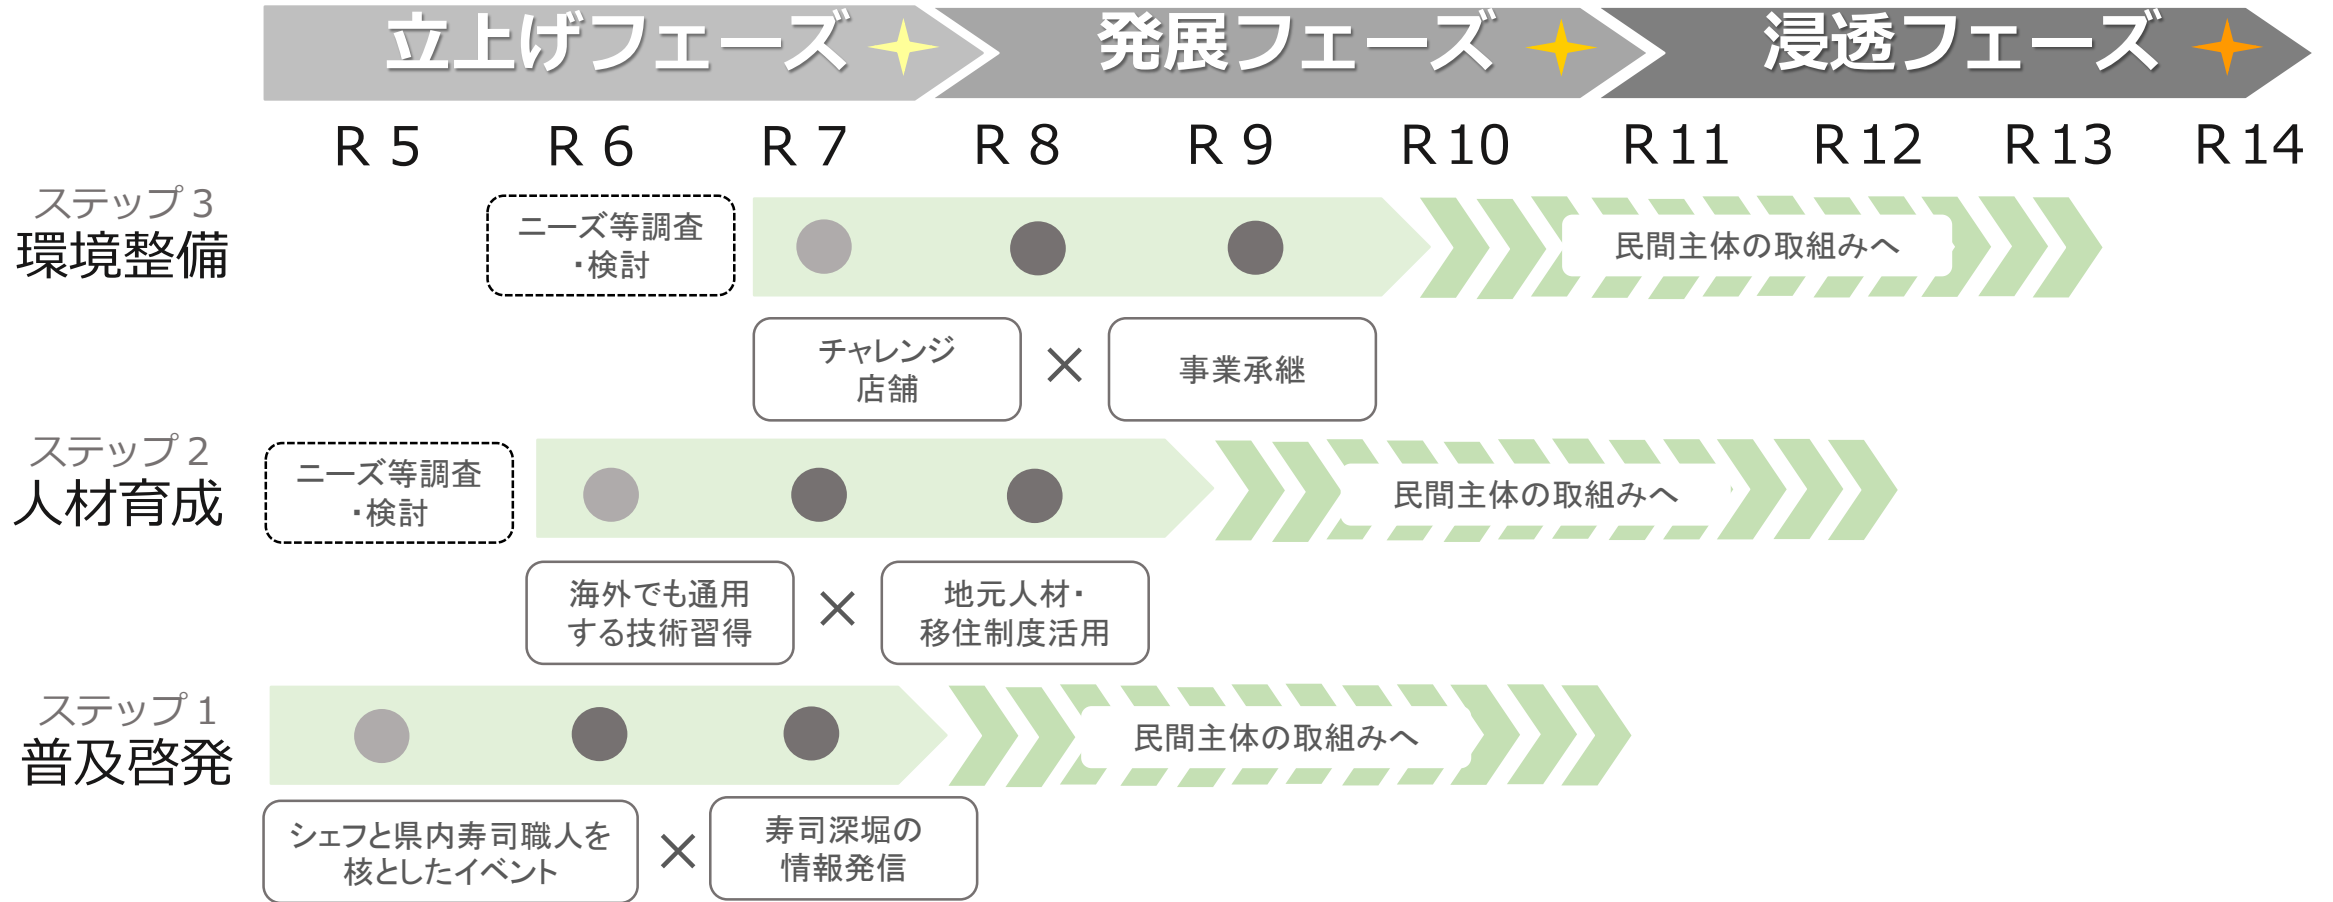 立上げフェーズ
発展フェーズ
浸透フェーズ
R 5
R 6
R 7
R 8
R 9
R 10
R 11
R 12
R 13
R 14
ステップ3
環境整備
ニーズ等調査
・検討
民間主体の取組みへ
チャレンジ
店舗
×
事業承継
ステップ2
人材育成
ニーズ等調査
・検討
民間主体の取組みへ
海外でも通用
する技術習得
×
地元人材・
移住制度活用
ステップ1
普及啓発
民間主体の取組みへ
シェフと県内寿司職人を
核としたイベント
×
寿司深堀の
情報発信